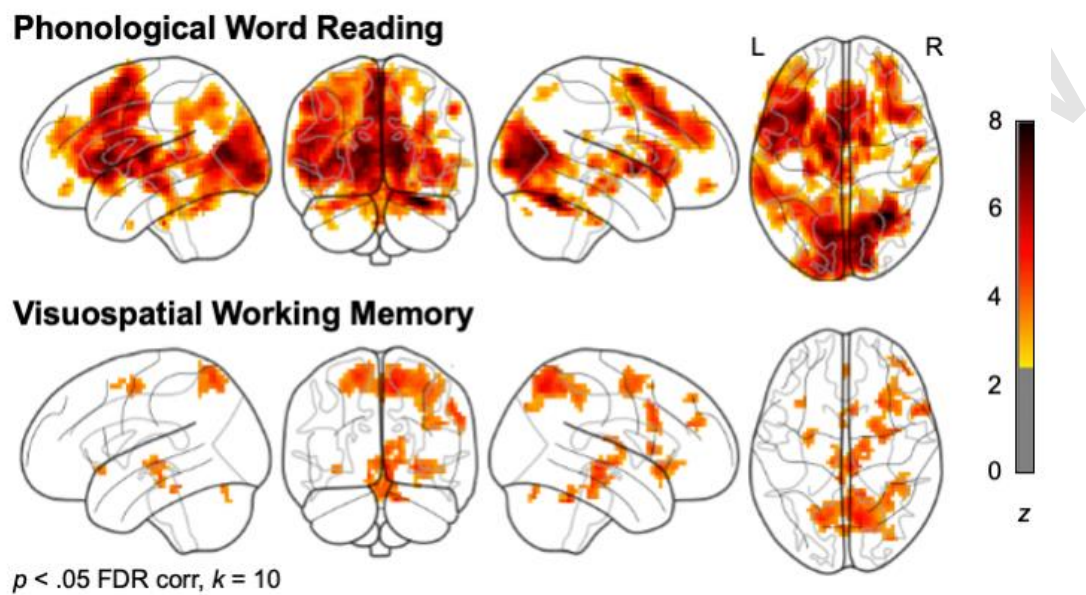 Phonological Word Reading
L
R
8
6
4
2
0
z
Visuospatial Working Memory
p < .05 FDR corr, k = 10